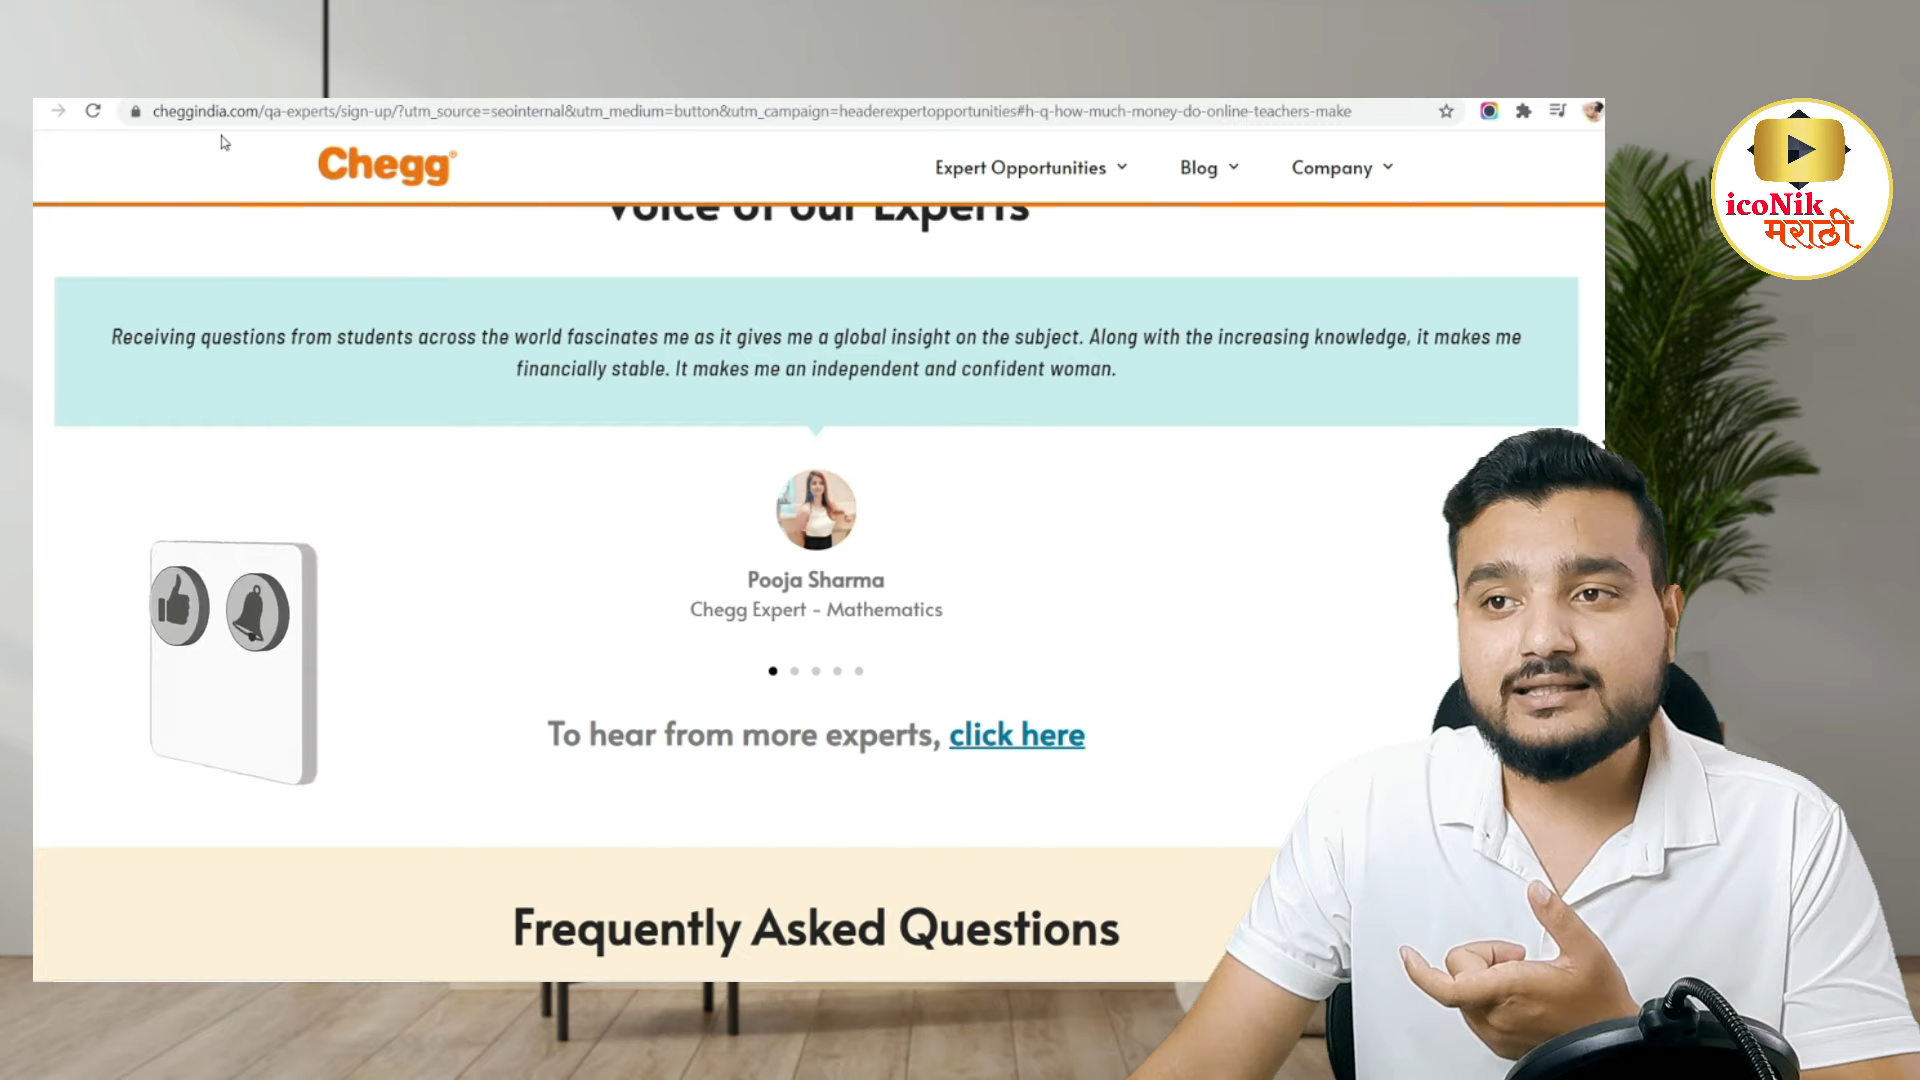 cheggindia.com/qa-experts/sign-up/?utm_source=seointernal&utm_medium=button&utm_campaign=headerexpertopportunities#h-q-how-much-money-do-online-teachers-make
Chegg®
Expert Opportunities
Blog
Company
icoNik
मराठी
Voice of our Experts
Receiving questions from students across the world fascinates me as it gives me a global insight on the subject. Along with the increasing knowledge, it makes me
financially stable. It makes me an independent and confident woman.
Pooja Sharma
Chegg Expert - Mathematics
To hear from more experts, click here
Frequently Asked Questions